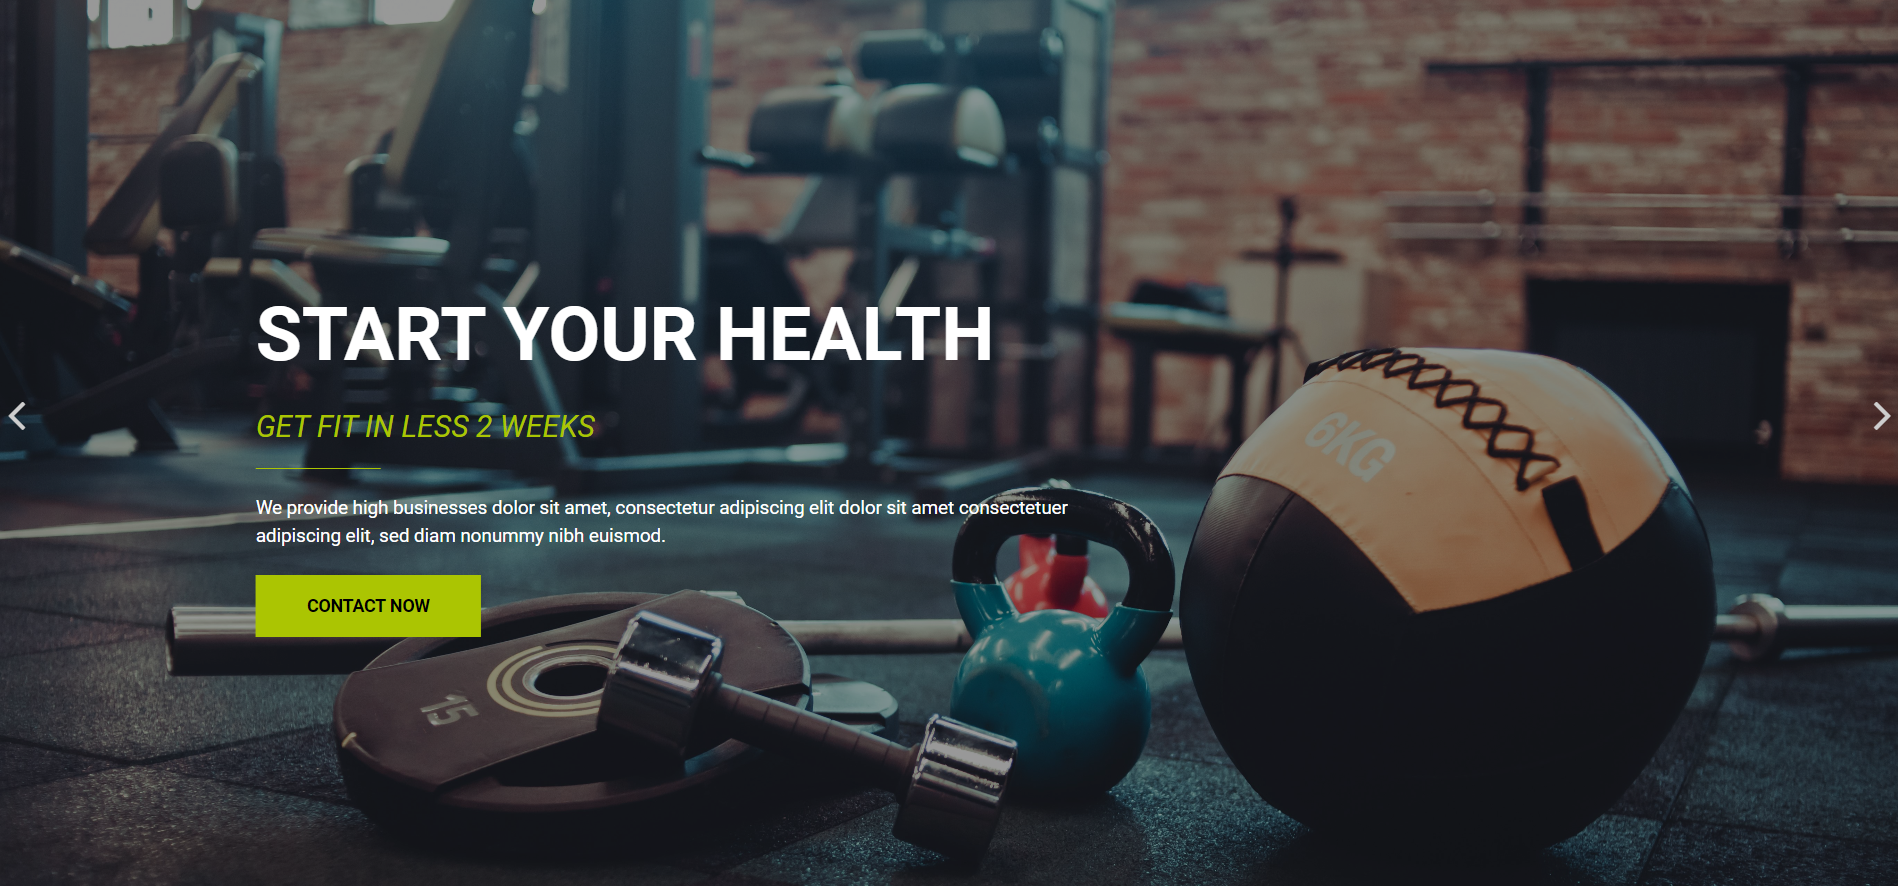 START YOUR HEALTH
GET FIT IN LESS 2 WEEKS
We provide high businesses dolor sit amet, consectetur adipiscing elit dolor sit amet consectetuer
adipiscing elit, sed diam nonummy nibh euismod.
CONTACT NOW
6KG
15